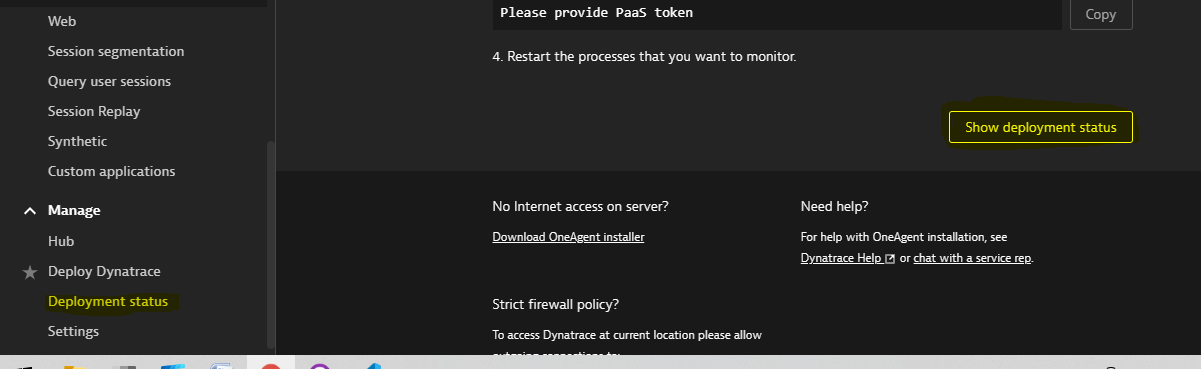 Web
Session segmentation
Query user sessions
Session Replay
Synthetic
Custom applications
Manage
Hub
Deploy Dynatrace
Deployment status
Settings
Please provide PaaS token
Copy
4. Restart the processes that you want to monitor.
Show deployment status
No Internet access on server?
Download OneAgent installer
Need help?
For help with OneAgent installation, see
Dynatrace Help or chat with a service rep.
Strict firewall policy?
To access Dynatrace at current location please allow
outgoing connections to: